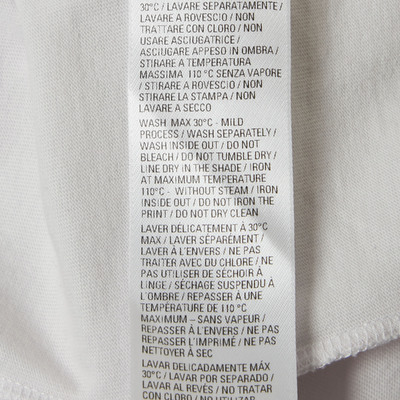 30°C / LAVARE SEPARATAMENTE /
LAVARE A ROVESCIO / NON
TRATTARE CON CLORO / NON
USARE ASCIUGATRICE /
ASCIUGARE APPESO IN OMBRA /
STIRARE A TEMPERATURA
MASSIMA 110°C SENZA VAPORE
/ STIRARE A ROVESCIO / NON
STIRARE LA STAMPA / NON
LAVARE A SECCO
WASH MAX 30°C - MILD
PROCESS / WASH SEPARATELY /
WASH INSIDE OUT / DO NOT
BLEACH / DO NOT TUMBLE DRY /
LINE DRY IN THE SHADE / IRON
AT MAXIMUM TEMPERATURE
110°C - WITHOUT STEAM / IRON
INSIDE OUT / DO NOT IRON THE
PRINT / DO NOT DRY CLEAN
LAVER DÉLICATEMENT À 30°C
MAX / LAVER SÉPARÉMENT /
LAVER À L'ENVERS / NE PAS
TRAITER AVEC DU CHLORE / NE
PAS UTILISER DE SÉCHOIR À
LINGE / SÉCHAGE SUSPENDU À
L'OMBRE / REPASSER À UNE
TEMPÉRATURE DE 110 °C
MAXIMUM – SANS VAPEUR /
REPASSER À L'ENVERS / NE PAS
REPASSER L'IMPRIMÉ / NE PAS
NETTOYER À SEC
LAVAR DELICADAMENTE MÁX
30°C / LAVAR POR SEPARADO /
LAVAR AL REVÉS / NO TRATAR
CON CLORO / NO UTILIZAR